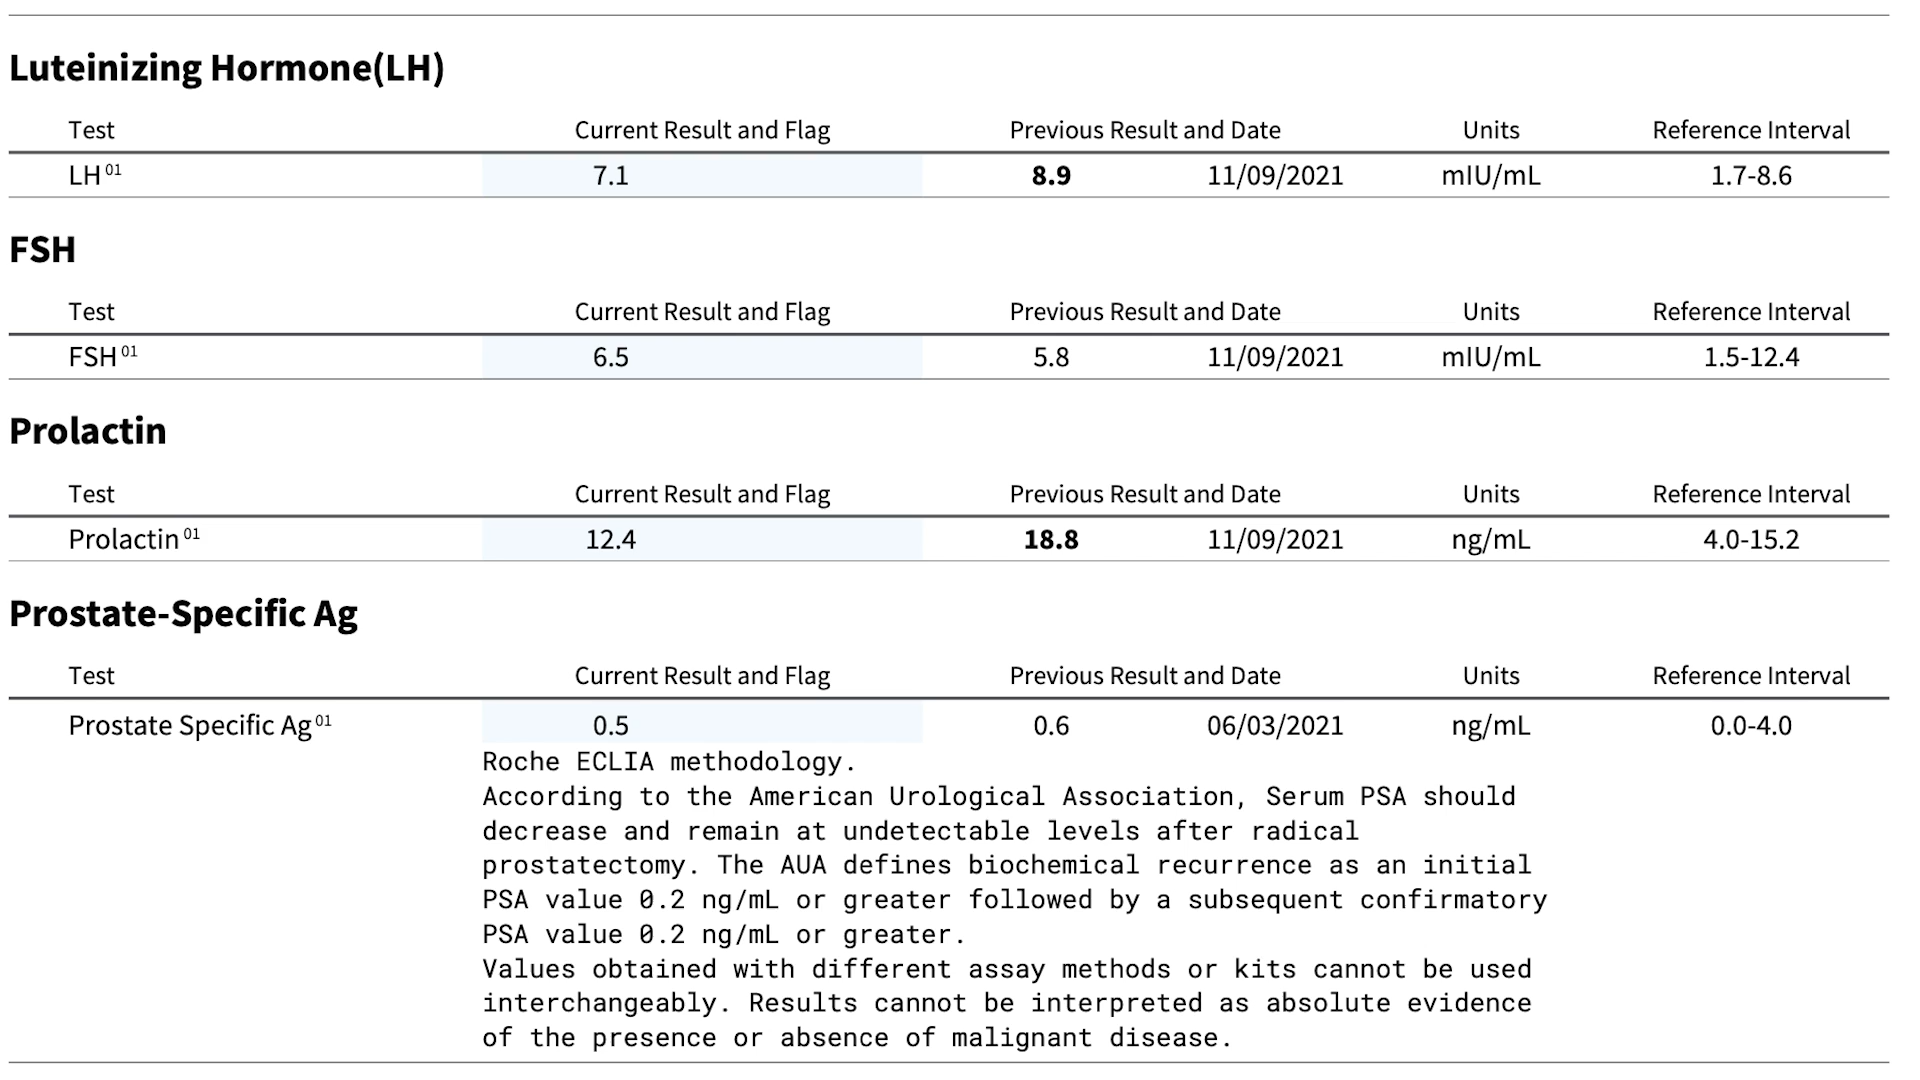 Luteinizing Hormone(LH)
Test Current Result and Flag Previous Result and Date Units Reference Interval
LH 01 7.1 8.9 11/09/2021 mIU/mL 1.7-8.6
FSH
Test Current Result and Flag Previous Result and Date Units Reference Interval
FSH 01 6.5 5.8 11/09/2021 mIU/mL 1.5-12.4
Prolactin
Test Current Result and Flag Previous Result and Date Units Reference Interval
Prolactin 01 12.4 18.8 11/09/2021 ng/mL 4.0-15.2
Prostate-Specific Ag
Test Current Result and Flag Previous Result and Date Units Reference Interval
Prostate Specific Ag 01 0.5 0.6 06/03/2021 ng/mL 0.0-4.0
Roche ECLIA methodology.
According to the American Urological Association, Serum PSA should
decrease and remain at undetectable levels after radical
prostatectomy. The AUA defines biochemical recurrence as an initial
PSA value 0.2 ng/mL or greater followed by a subsequent confirmatory
PSA value 0.2 ng/mL or greater.
Values obtained with different assay methods or kits cannot be used
interchangeably. Results cannot be interpreted as absolute evidence
of the presence or absence of malignant disease.